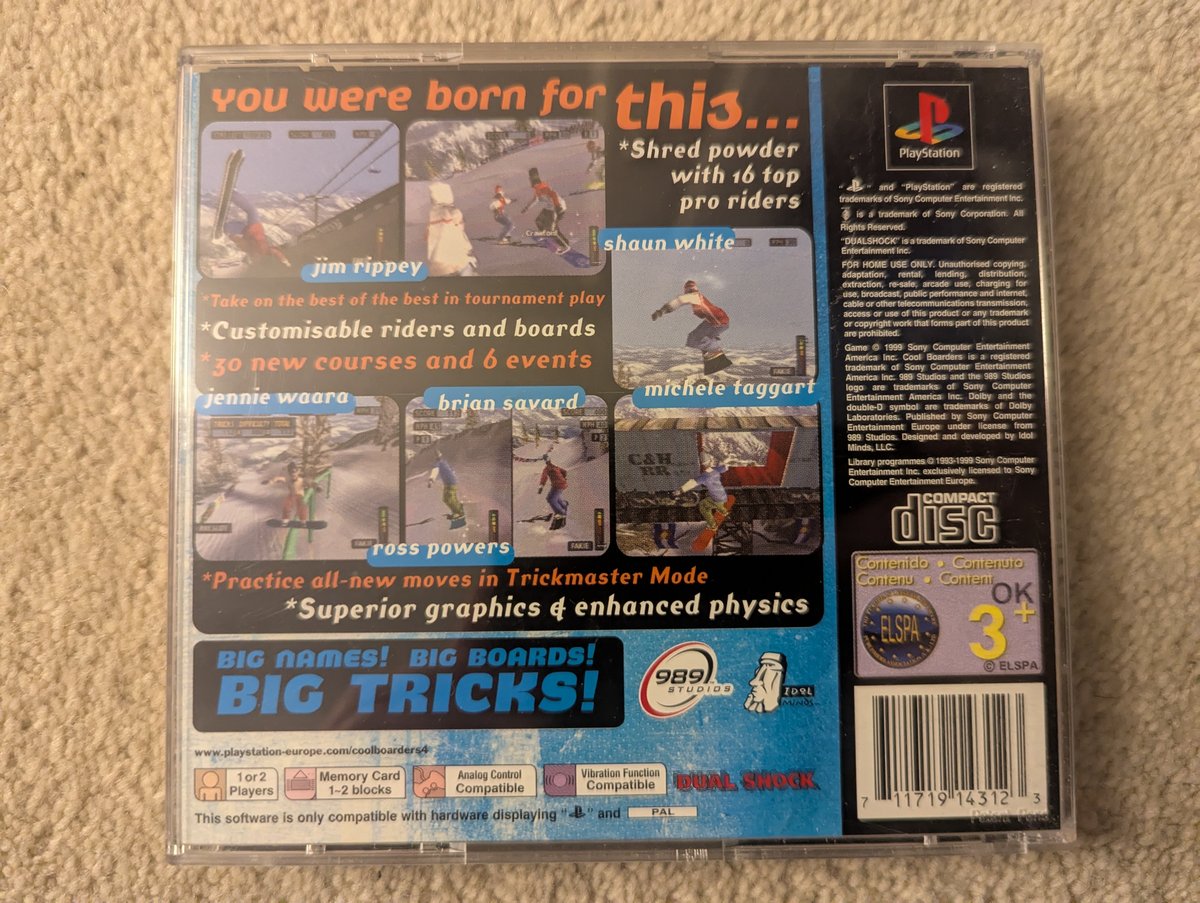 You were born for this...
*Shred powder
with 16 top
pro riders
Crawford
jim rippey
shaun white
*Take on the best of the best in tournament play
*Customisable riders and boards
*30 new courses and 6 events
FAKIE
jennie waara
brian savard
michele taggart
TRICKS DIFFICULTY TOTAL
C&H
RR
FAKIE
FAKIE
ross powers
*Practice all-new moves in Trickmaster Mode
*Superior graphics & enhanced physics
BIG NAMES! BIG BOARDS!
BIG TRICKS!
989
STUDIOS
IDOL
MINDS
www.playstation-europe.com/coolboarders4
1 or 2
Players
Memory Card
1~2 blocks
Analog Control
Compatible
Vibration Function
Compatible
DUAL SHOCK
This software is only compatible with hardware displaying " " and PAL
PlayStation
" " and "PlayStation" are registered
trademarks of Sony Computer Entertainment Inc.
is a trademark of Sony Corporation. All
Rights Reserved.
"DUALSHOCK" is a trademark of Sony Computer
Entertainment Inc.
FOR HOME USE ONLY. Unauthorised copying,
adaptation, rental, lending, distribution,
extraction, re-sale, arcade use, charging for
use, broadcast, public performance and internet,
cable or other telecommunications transmission,
access or use of this product or any trademark
or copyright work that forms part of this product
are prohibited.
Game © 1999 Sony Computer Entertainment
America Inc. Cool Boarders is a registered
trademark of Sony Computer Entertainment
America Inc. 989 Studios and the 989 Studios
logo are trademarks of Sony Computer
Entertainment America Inc. Dolby and the
double-D symbol are trademarks of Dolby
Laboratories. Published by Sony Computer
Entertainment Europe under license from
989 Studios. Designed and developed by Idol
Minds, LLC.
Library programmes © 1993-1999 Sony Computer
Entertainment Inc. exclusively licensed to Sony
Computer Entertainment Europe.
COMPACT
disc
Contenido • Contenuto
Contenu • Content
OK
3+
ELSPA
© ELSPA
7 11719 14312 3